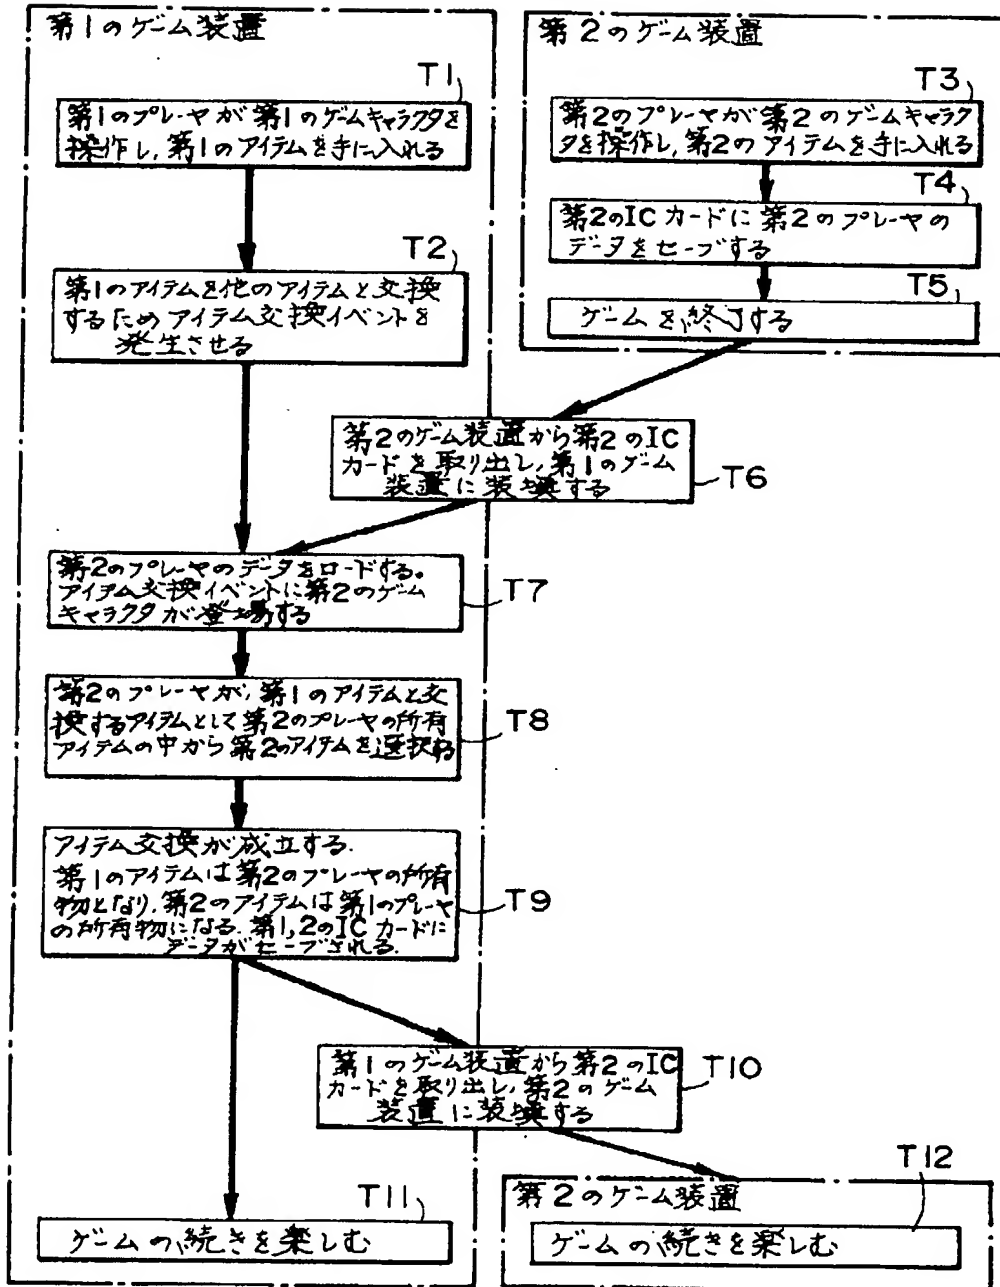 第1のゲーム装置
T1
第1のプレーヤが第1のゲームキャラクタを
操作し,第1のアイテムを手に入れる
T2
第1のアイテムを他のアイテムと交換
するためアイテム交換イベントを
発生させる
第2のゲーム装置
T3
第2のプレーヤが第2のゲームキャラク
タを操作し,第2のアイテムを手に入れる
T4
第2のICカードに第2のプレーヤの
データをセーブする
T5
ゲームを終了する
第2のゲーム装置から第2のIC
カードを取り出し,第1のゲーム
装置に装填する
T6
第2のプレーヤのデータをロードする。
アイテム交換イベントに第2のゲーム
キャラクタが登場する
T7
第2のプレーヤが,第1のアイテムと交
換するアイテムとして第2のプレーヤの所有
アイテムの中から第2のアイテムを選択する
T8
アイテム交換が成立する.
第1のアイテムは第2のプレーヤの所有
物となり,第2のアイテムは第1のプレーヤ
の所有物になる.第1,2のICカードに
データがセーブされる.
T9
第1のゲーム装置から第2のIC
カードを取り出し,第2のゲーム
装置に装填する
T10
T11
ゲームの続きを楽しむ
T12
第2のゲーム装置
ゲームの続きを楽しむ